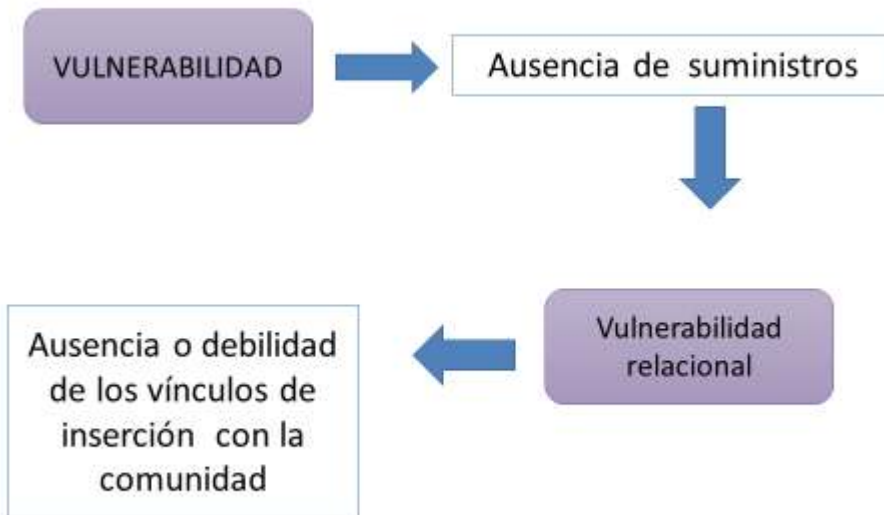 VULNERABILIDAD
Ausencia de suministros
Vulnerabilidad
relacional
Ausencia o debilidad
de los vínculos de
inserción con la
comunidad